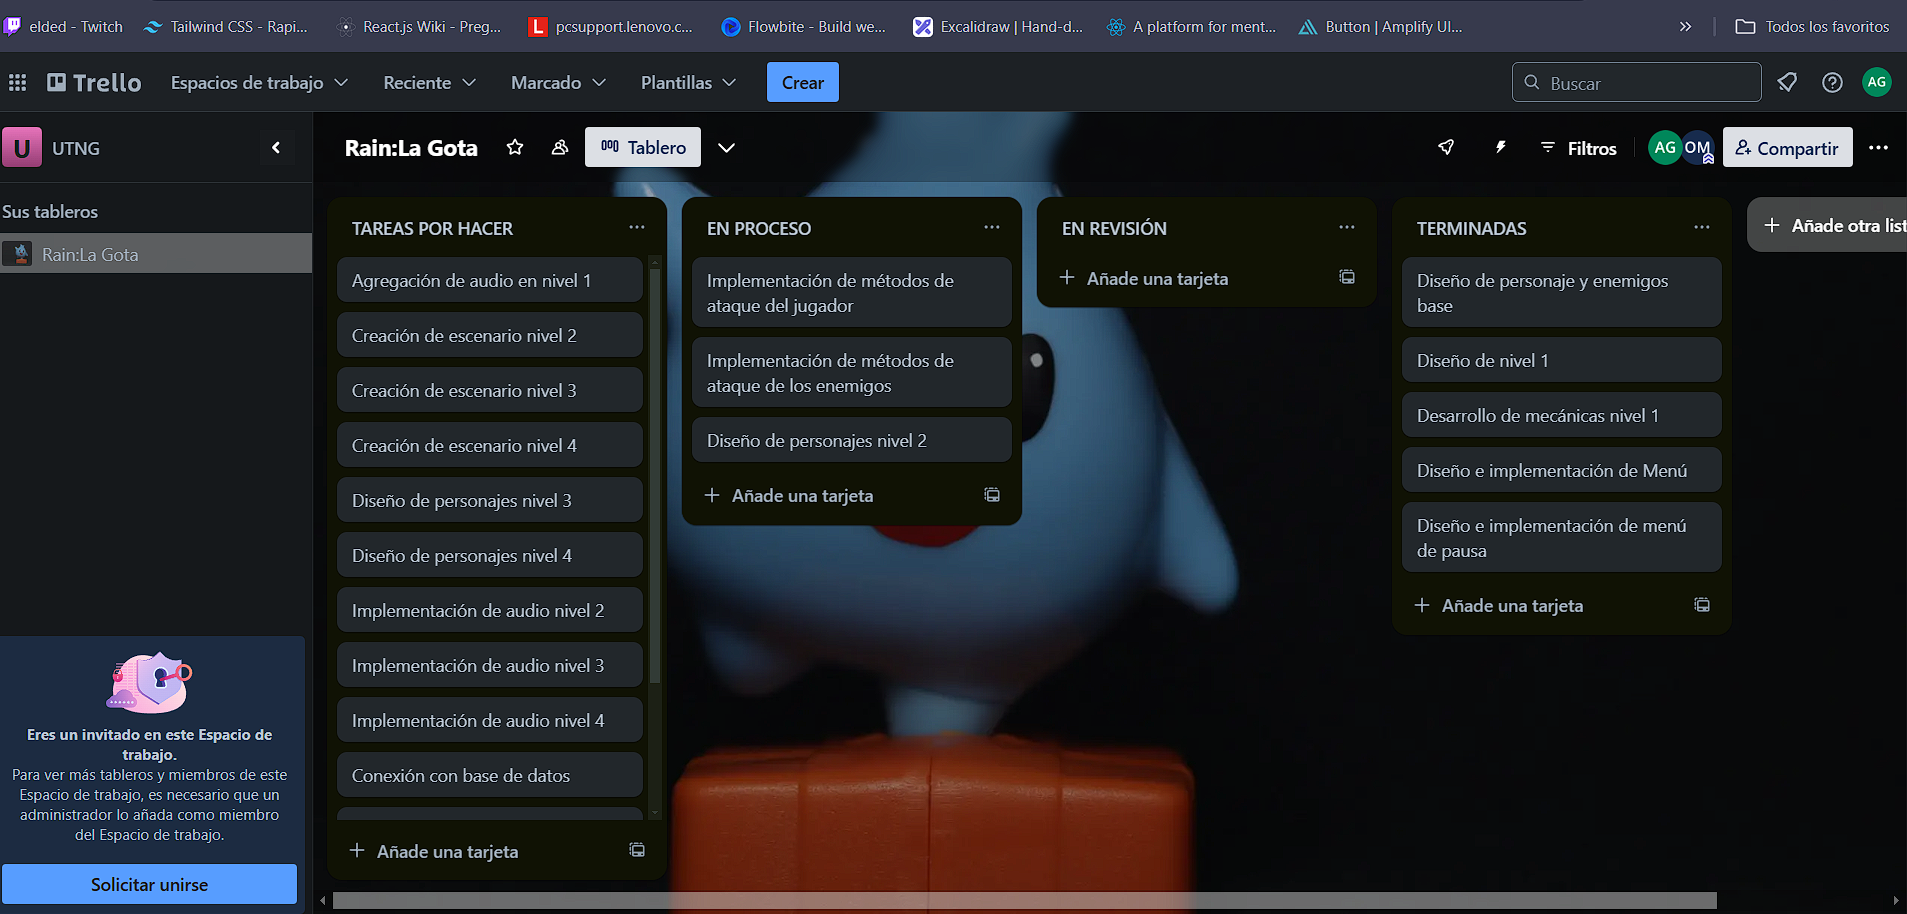 elded - Twitch
Tailwind CSS - Rapi...
React.js Wiki - Preg...
L
pcsupport.lenovo.c...
Flowbite - Build we...
Excalidraw | Hand-d...
A platform for ment...
Button | Amplify UI...
»
Todos los favoritos
Trello
Espacios de trabajo
Reciente
Marcado
Plantillas
Crear
Buscar
AG
U
UTNG
Rain:La Gota
Tablero
Filtros
AG
OM
Compartir
Sus tableros
Rain:La Gota
Eres un invitado en este Espacio de
trabajo.
Para ver más tableros y miembros de este
Espacio de trabajo, es necesario que un
administrador lo añada como miembro
del Espacio de trabajo.
Solicitar unirse
TAREAS POR HACER
Agregación de audio en nivel 1
Creación de escenario nivel 2
Creación de escenario nivel 3
Creación de escenario nivel 4
Diseño de personajes nivel 3
Diseño de personajes nivel 4
Implementación de audio nivel 2
Implementación de audio nivel 3
Implementación de audio nivel 4
Conexión con base de datos
+ Añade una tarjeta
EN PROCESO
Implementación de métodos de
ataque del jugador
Implementación de métodos de
ataque de los enemigos
Diseño de personajes nivel 2
+ Añade una tarjeta
EN REVISIÓN
+ Añade una tarjeta
TERMINADAS
Diseño de personaje y enemigos
base
Diseño de nivel 1
Desarrollo de mecánicas nivel 1
Diseño e implementación de Menú
Diseño e implementación de menú
de pausa
+ Añade una tarjeta
+ Añade otra list